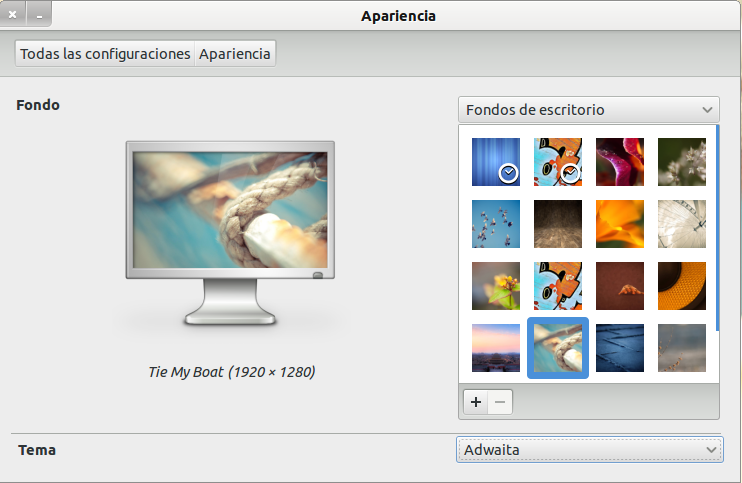 Apariencia
Todas las configuraciones Apariencia
Fondo
Fondos de escritorio
Tie My Boat (1920 × 1280)
Tema
Adwaita